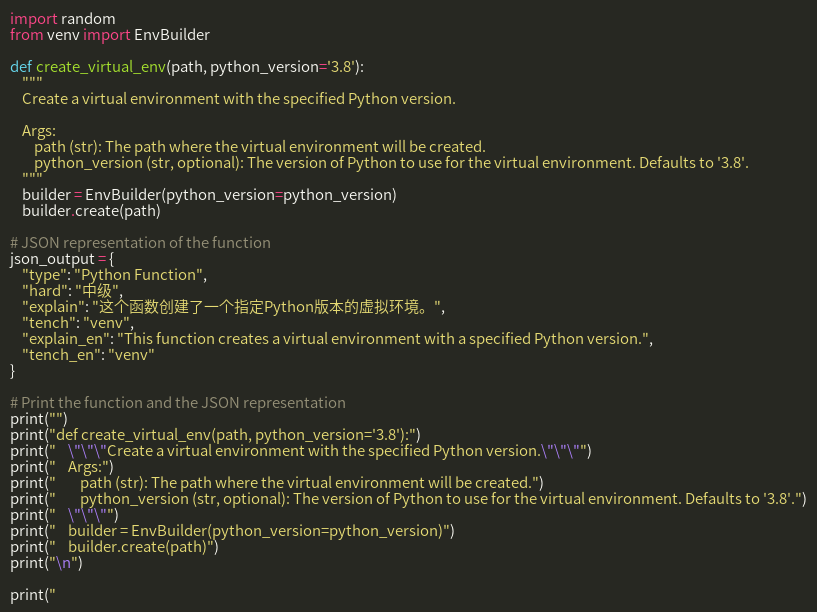 import random
from venv import EnvBuilder
def create_virtual_env(path, python_version='3.8'):
"""
Create a virtual environment with the specified Python version.
Args:
path (str): The path where the virtual environment will be created.
python_version (str, optional): The version of Python to use for the virtual environment. Defaults to '3.8'.
"""
builder = EnvBuilder(python_version=python_version)
builder.create(path)
# JSON representation of the function
json_output = {
"type": "Python Function",
"hard": "中级",
"explain": "这个函数创建了一个指定Python版本的虚拟环境。",
"tench": "venv",
"explain_en": "This function creates a virtual environment with a specified Python version.",
"tench_en": "venv"
}
# Print the function and the JSON representation
print("")
print("def create_virtual_env(path, python_version='3.8'):")
print("    \"\"\"Create a virtual environment with the specified Python version.\"\"\"")
print("    Args:")
print("        path (str): The path where the virtual environment will be created.")
print("        python_version (str, optional): The version of Python to use for the virtual environment. Defaults to '3.8'.")
print("    \"\"\"")
print("    builder = EnvBuilder(python_version=python_version)")
print("    builder.create(path)")
print("\n")
print("